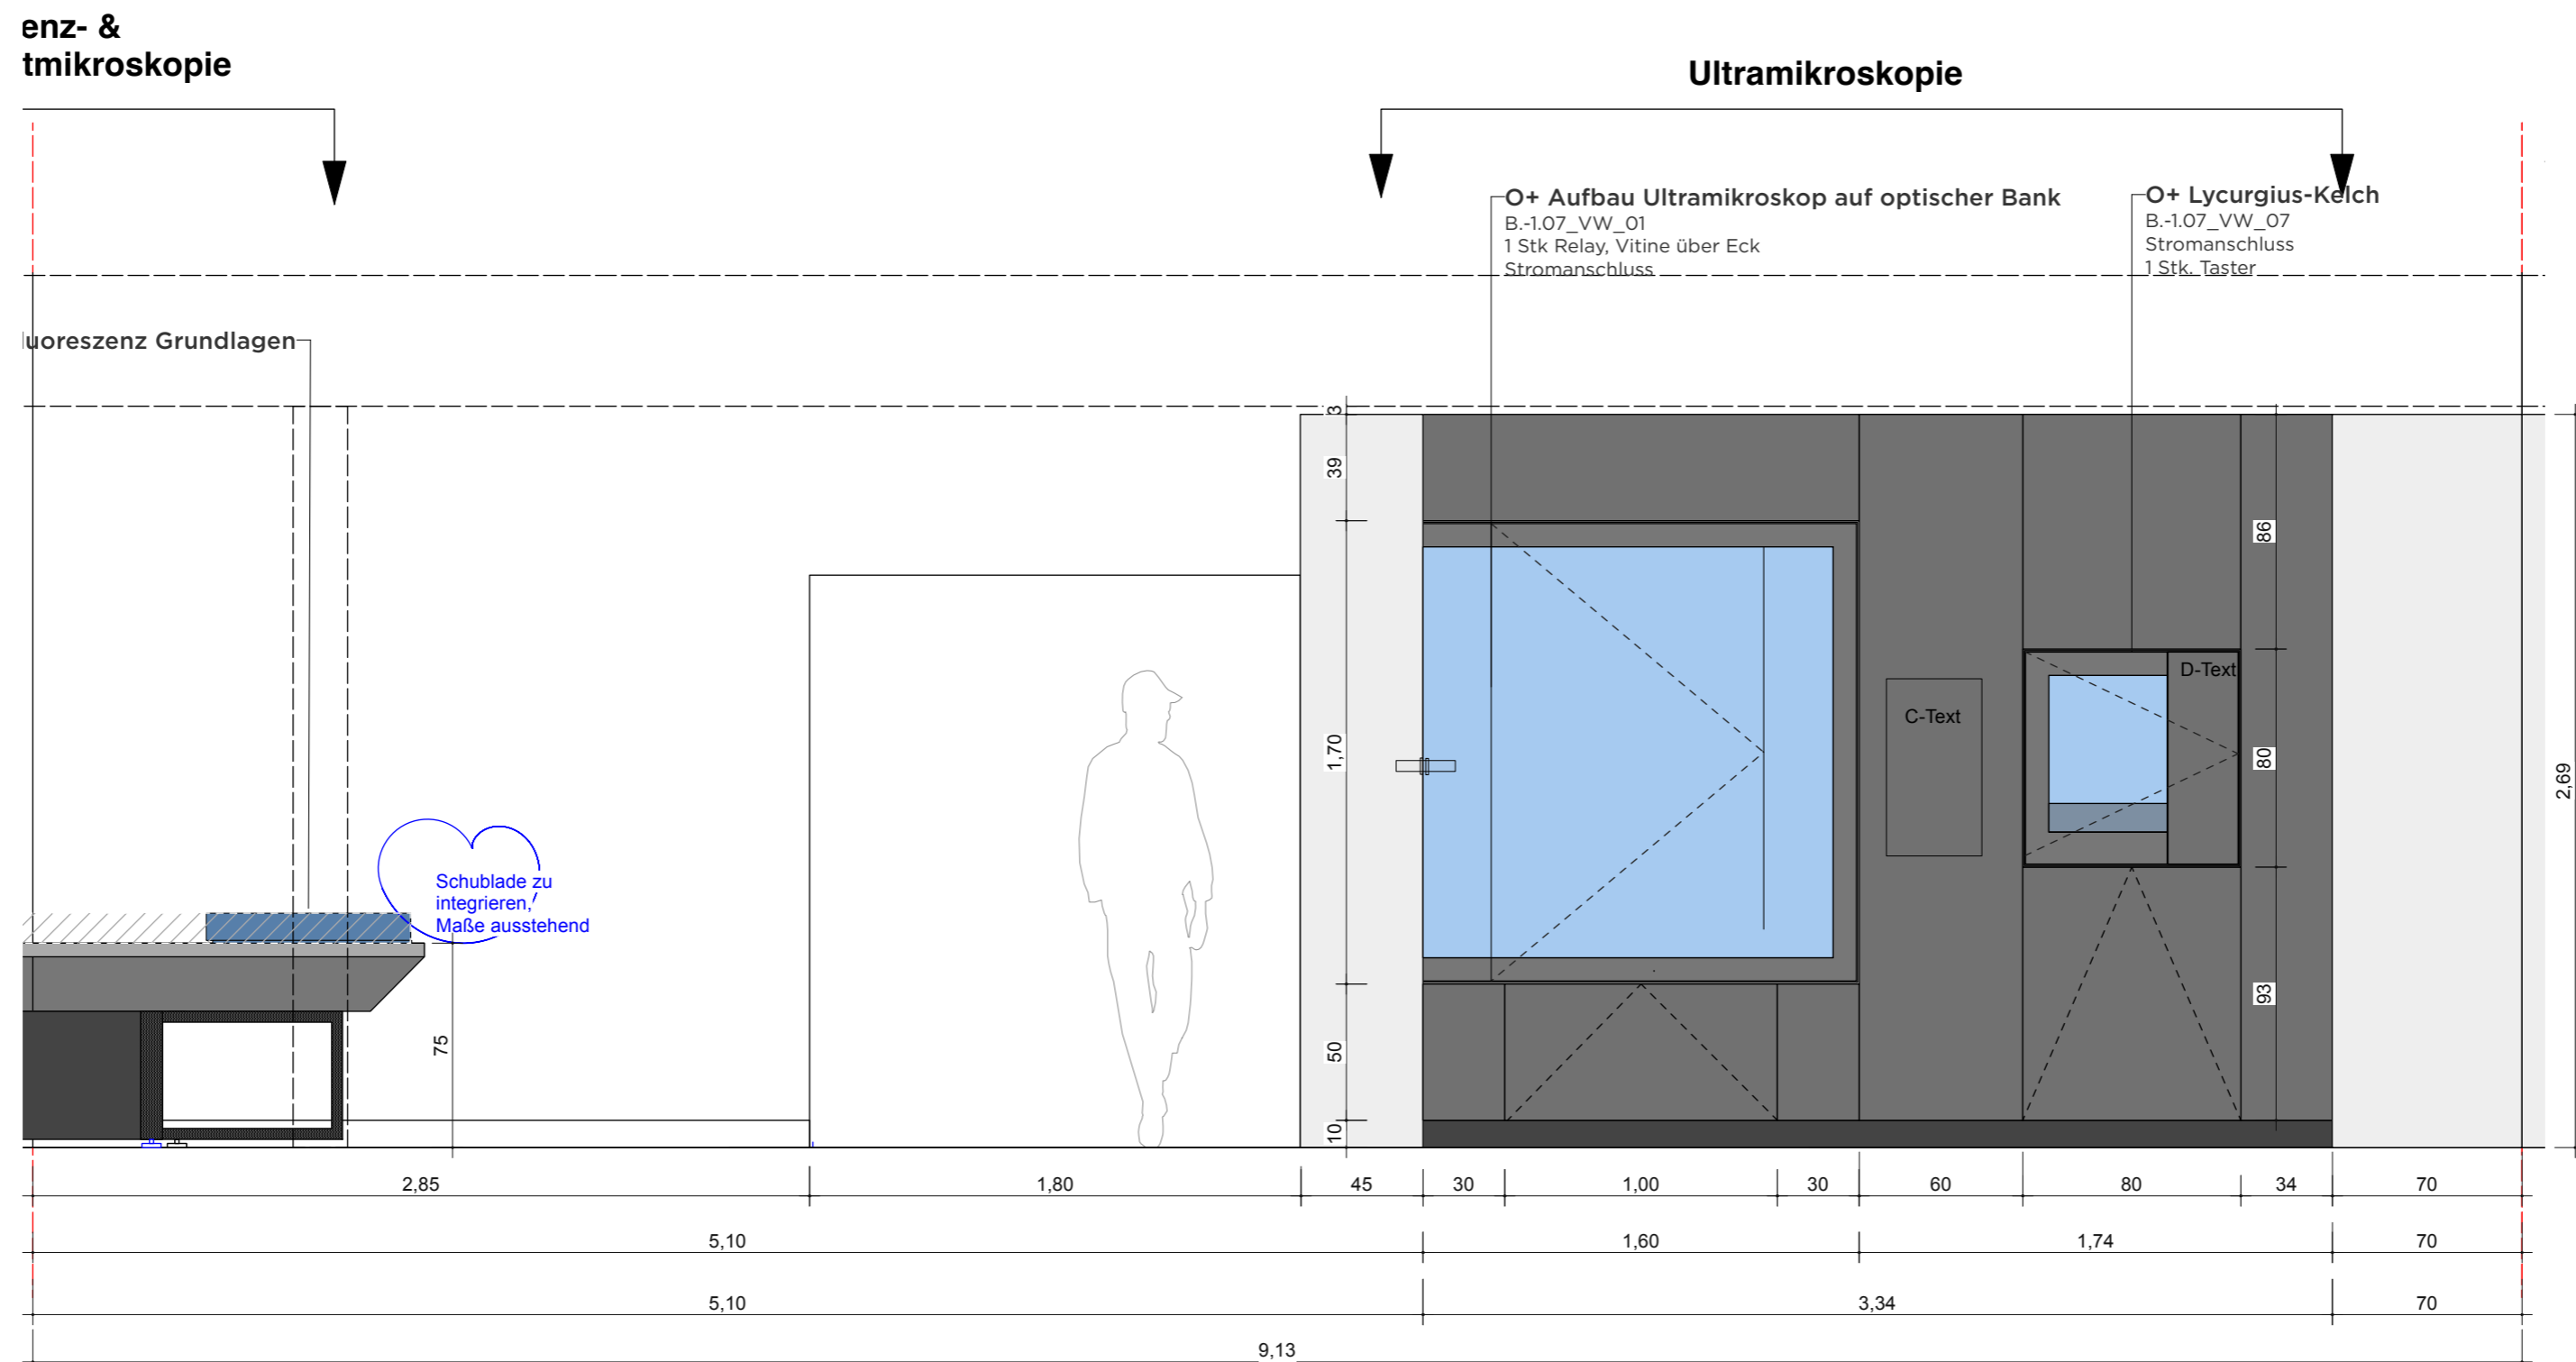 enz- &
tmikroskopie
Ultramikroskopie
O+ Aufbau Ultramikroskop auf optischer Bank
B.-1.07_VW_01
1 Stk Relay, Vitine über Eck
Stromanschluss
O+ Lycurgius-Kelch
B.-1.07_VW_07
Stromanschluss
1 Stk. Taster
luoreszenz Grundlagen
3
39
1,70
50
10
86
80
93
2,69
C-Text
D-Text
Schublade zu
integrieren,
Maße ausstehend
75
2,85 1,80 45 30 1,00 30 60 80 34 70
5,10 1,60 1,74 70
5,10 3,34 70
9,13